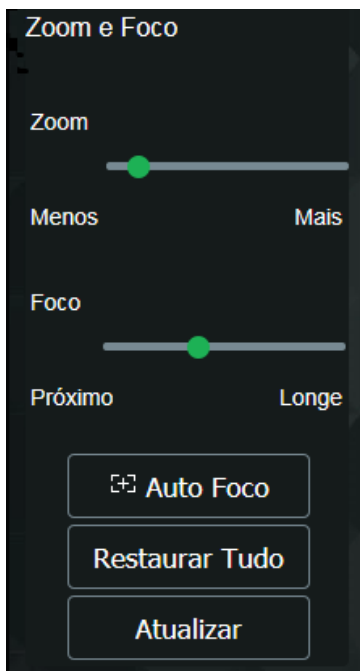 Zoom e Foco
Zoom
Menos Mais
Foco
Próximo Longe
Auto Foco
Restaurar Tudo
Atualizar